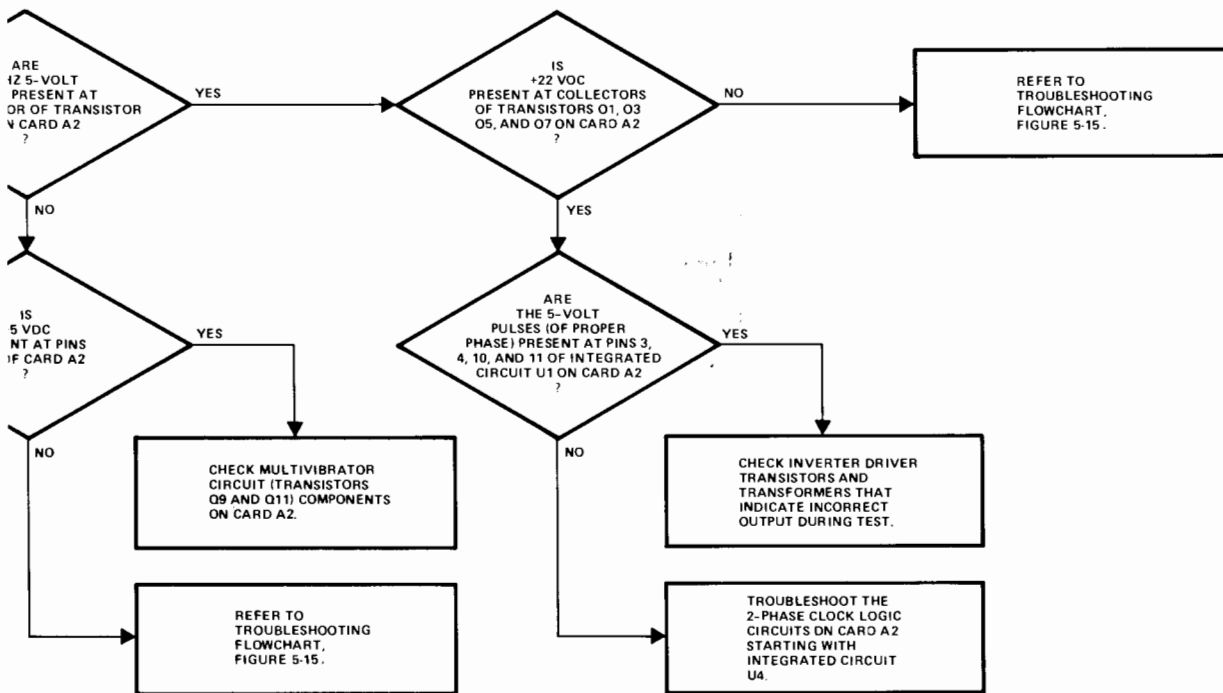 ARE
HZ 5-VOLT
PRESENT AT
OR OF TRANSISTOR
N CARD A2
?
YES
NO
IS
+22 VOC
PRESENT AT COLLECTORS
OF TRANSISTORS O1, O3
O5, AND O7 ON CARD A2
?
NO
YES
REFER TO
TROUBLESHOOTING
FLOWCHART,
FIGURE 5-15.
IS
5 VDC
NT AT PINS
OF CARD A2
?
YES
NO
ARE
THE 5-VOLT
PULSES (OF PROPER
PHASE) PRESENT AT PINS 3,
4, 10, AND 11 OF INTEGRATED
CIRCUIT U1 ON CARD A2
?
YES
NO
CHECK MULTIVIBRATOR
CIRCUIT (TRANSISTORS
Q9 AND Q11) COMPONENTS
ON CARD A2.
CHECK INVERTER DRIVER
TRANSISTORS AND
TRANSFORMERS THAT
INDICATE INCORRECT
OUTPUT DURING TEST.
REFER TO
TROUBLESHOOTING
FLOWCHART,
FIGURE 5-15.
TROUBLESHOOT THE
2-PHASE CLOCK LOGIC
CIRCUITS ON CARD A2
STARTING WITH
INTEGRATED CIRCUIT
U4.